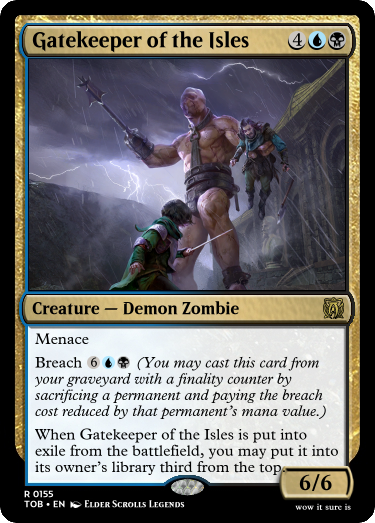 Gatekeeper of the Isles 4
Creature — Demon Zombie
Menace
Breach 6 (You may cast this card from
your graveyard with a finality counter by
sacrificing a permanent and paying the breach
cost reduced by that permanent's mana value.)
When Gatekeeper of the Isles is put into
exile from the battlefield, you may put it into
its owner's library third from the top.
6/6
R 0155
TOB • EN Elder Scrolls Legends
wow it sure is